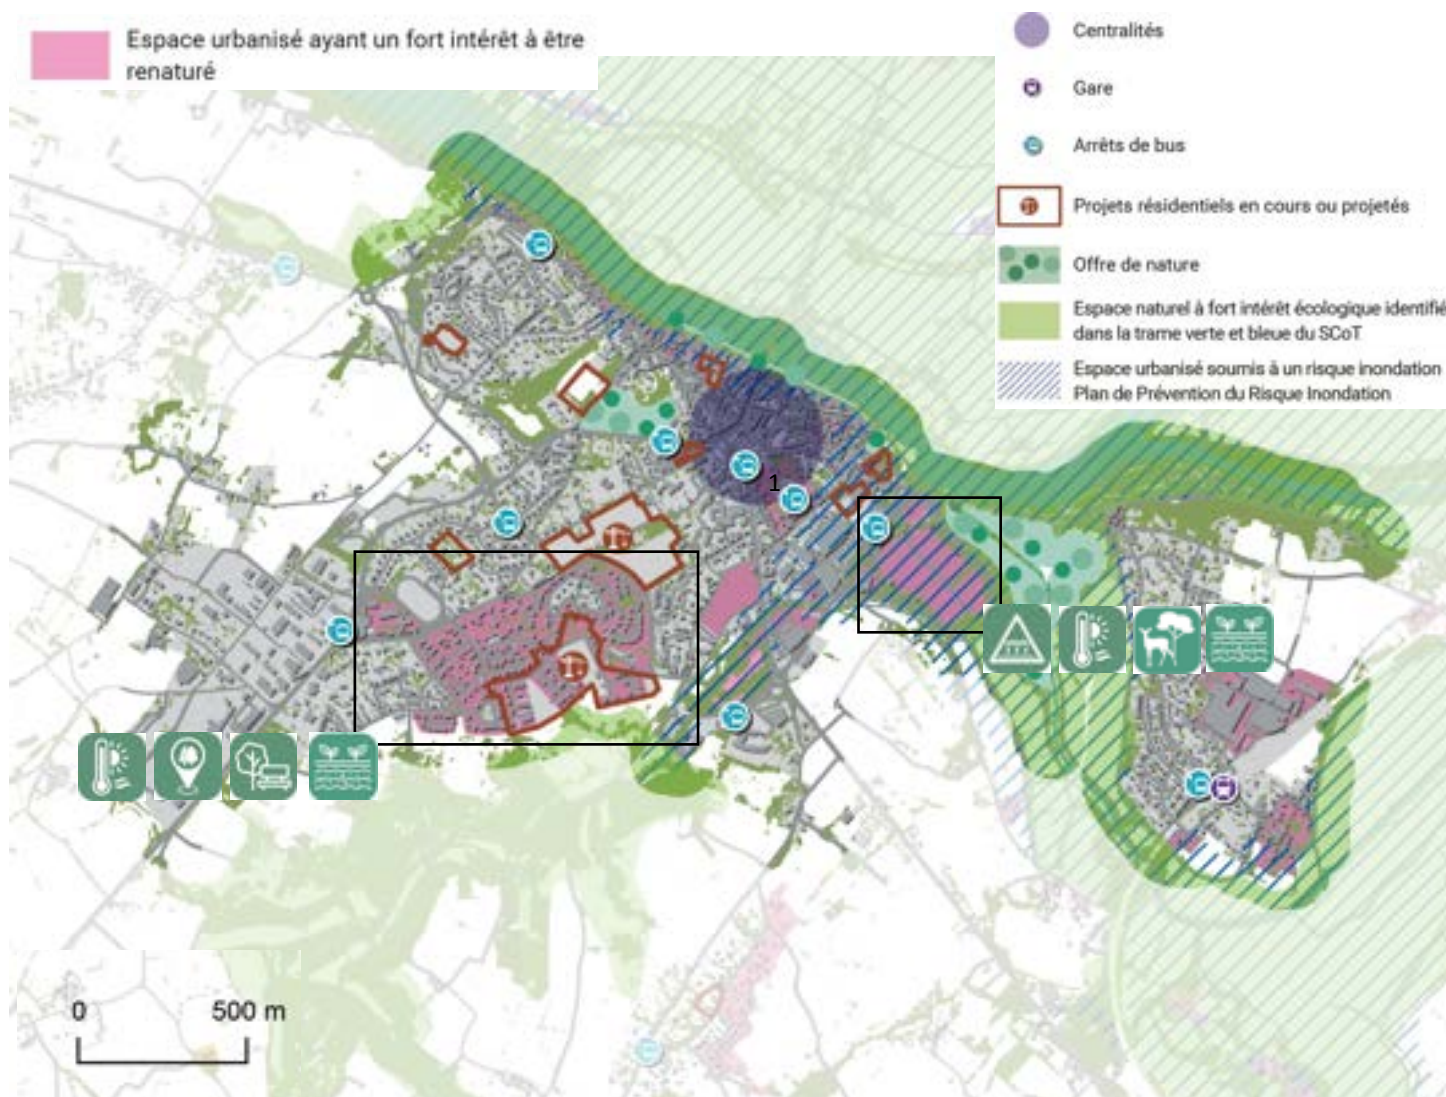 Espace urbanisé ayant un fort intérêt à être
renaturé
Centralités
Gare
Arrêts de bus
Projets résidentiels en cours ou projetés
Offre de nature
Espace naturel à fort intérêt écologique identifié
dans la trame verte et bleue du SCoT
Espace urbanisé soumis à un risque inondation
Plan de Prévention du Risque Inondation
1
0 500 m